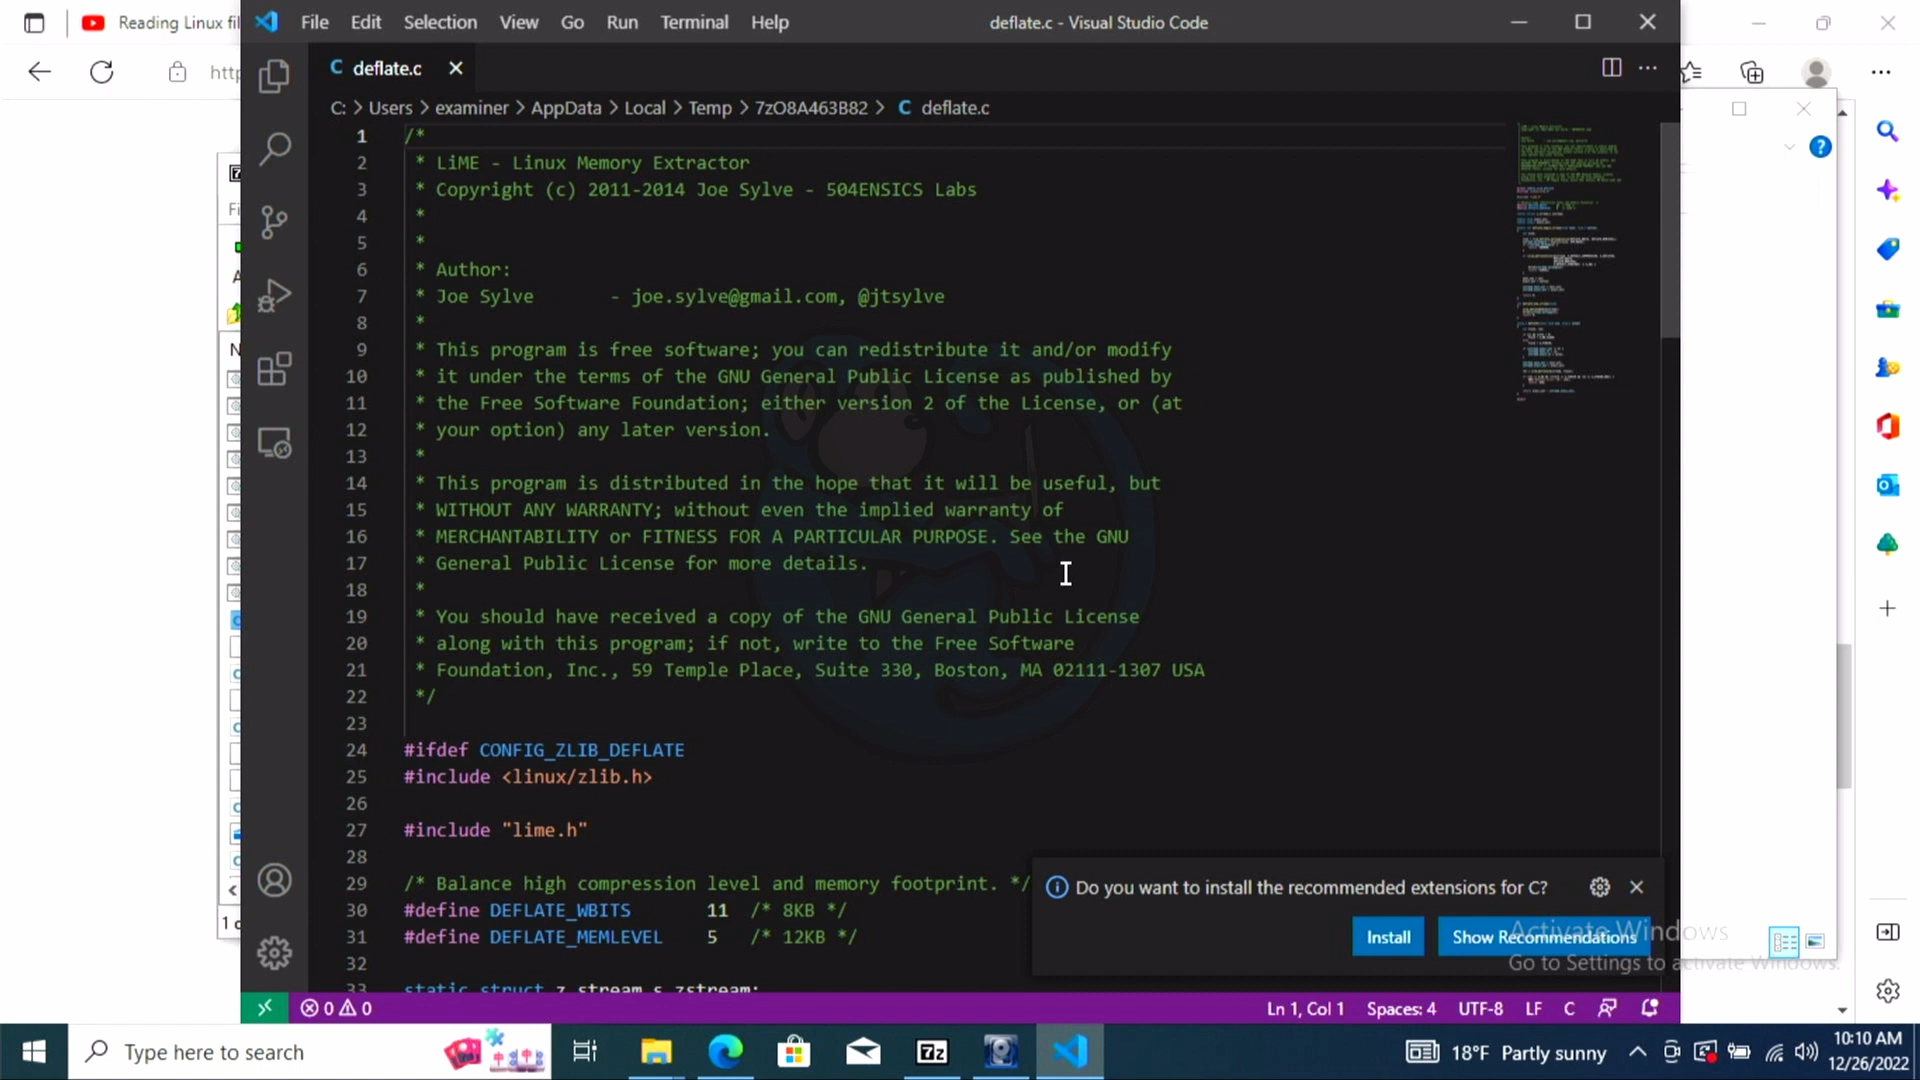 Reading Linux fil
File Edit Selection View Go Run Terminal Help
deflate.c - Visual Studio Code
http
deflate.c
C: > Users > examiner > AppData > Local > Temp > 7zO8A463B82 > C deflate.c
1 /*
2 * LiME - Linux Memory Extractor
3 * Copyright (c) 2011-2014 Joe Sylve - 504ENSICS Labs
4 *
5 *
6 * Author:
7 * Joe Sylve - joe.sylve@gmail.com, @jtsylve
8 *
9 * This program is free software; you can redistribute it and/or modify
10 * it under the terms of the GNU General Public License as published by
11 * the Free Software Foundation; either version 2 of the License, or (at
12 * your option) any later version.
13 *
14 * This program is distributed in the hope that it will be useful, but
15 * WITHOUT ANY WARRANTY; without even the implied warranty of
16 * MERCHANTABILITY or FITNESS FOR A PARTICULAR PURPOSE. See the GNU
17 * General Public License for more details.
18 *
19 * You should have received a copy of the GNU General Public License
20 * along with this program; if not, write to the Free Software
21 * Foundation, Inc., 59 Temple Place, Suite 330, Boston, MA 02111-1307 USA
22 */
23
24 #ifdef CONFIG_ZLIB_DEFLATE
25 #include <linux/zlib.h>
26
27 #include "lime.h"
28
29 /* Balance high compression level and memory footprint. */
30 #define DEFLATE_WBITS 11 /* 8KB */
31 #define DEFLATE_MEMLEVEL 5 /* 12KB */
32
33 static struct z_stream_s zstream;
Do you want to install the recommended extensions for C?
Install
Show Recommendations
Activate Windows
Go to Settings to activate Windows.
0 0
Ln 1, Col 1 Spaces: 4 UTF-8 LF C
Type here to search
7z
18°F Partly sunny
10:10 AM
12/26/2022